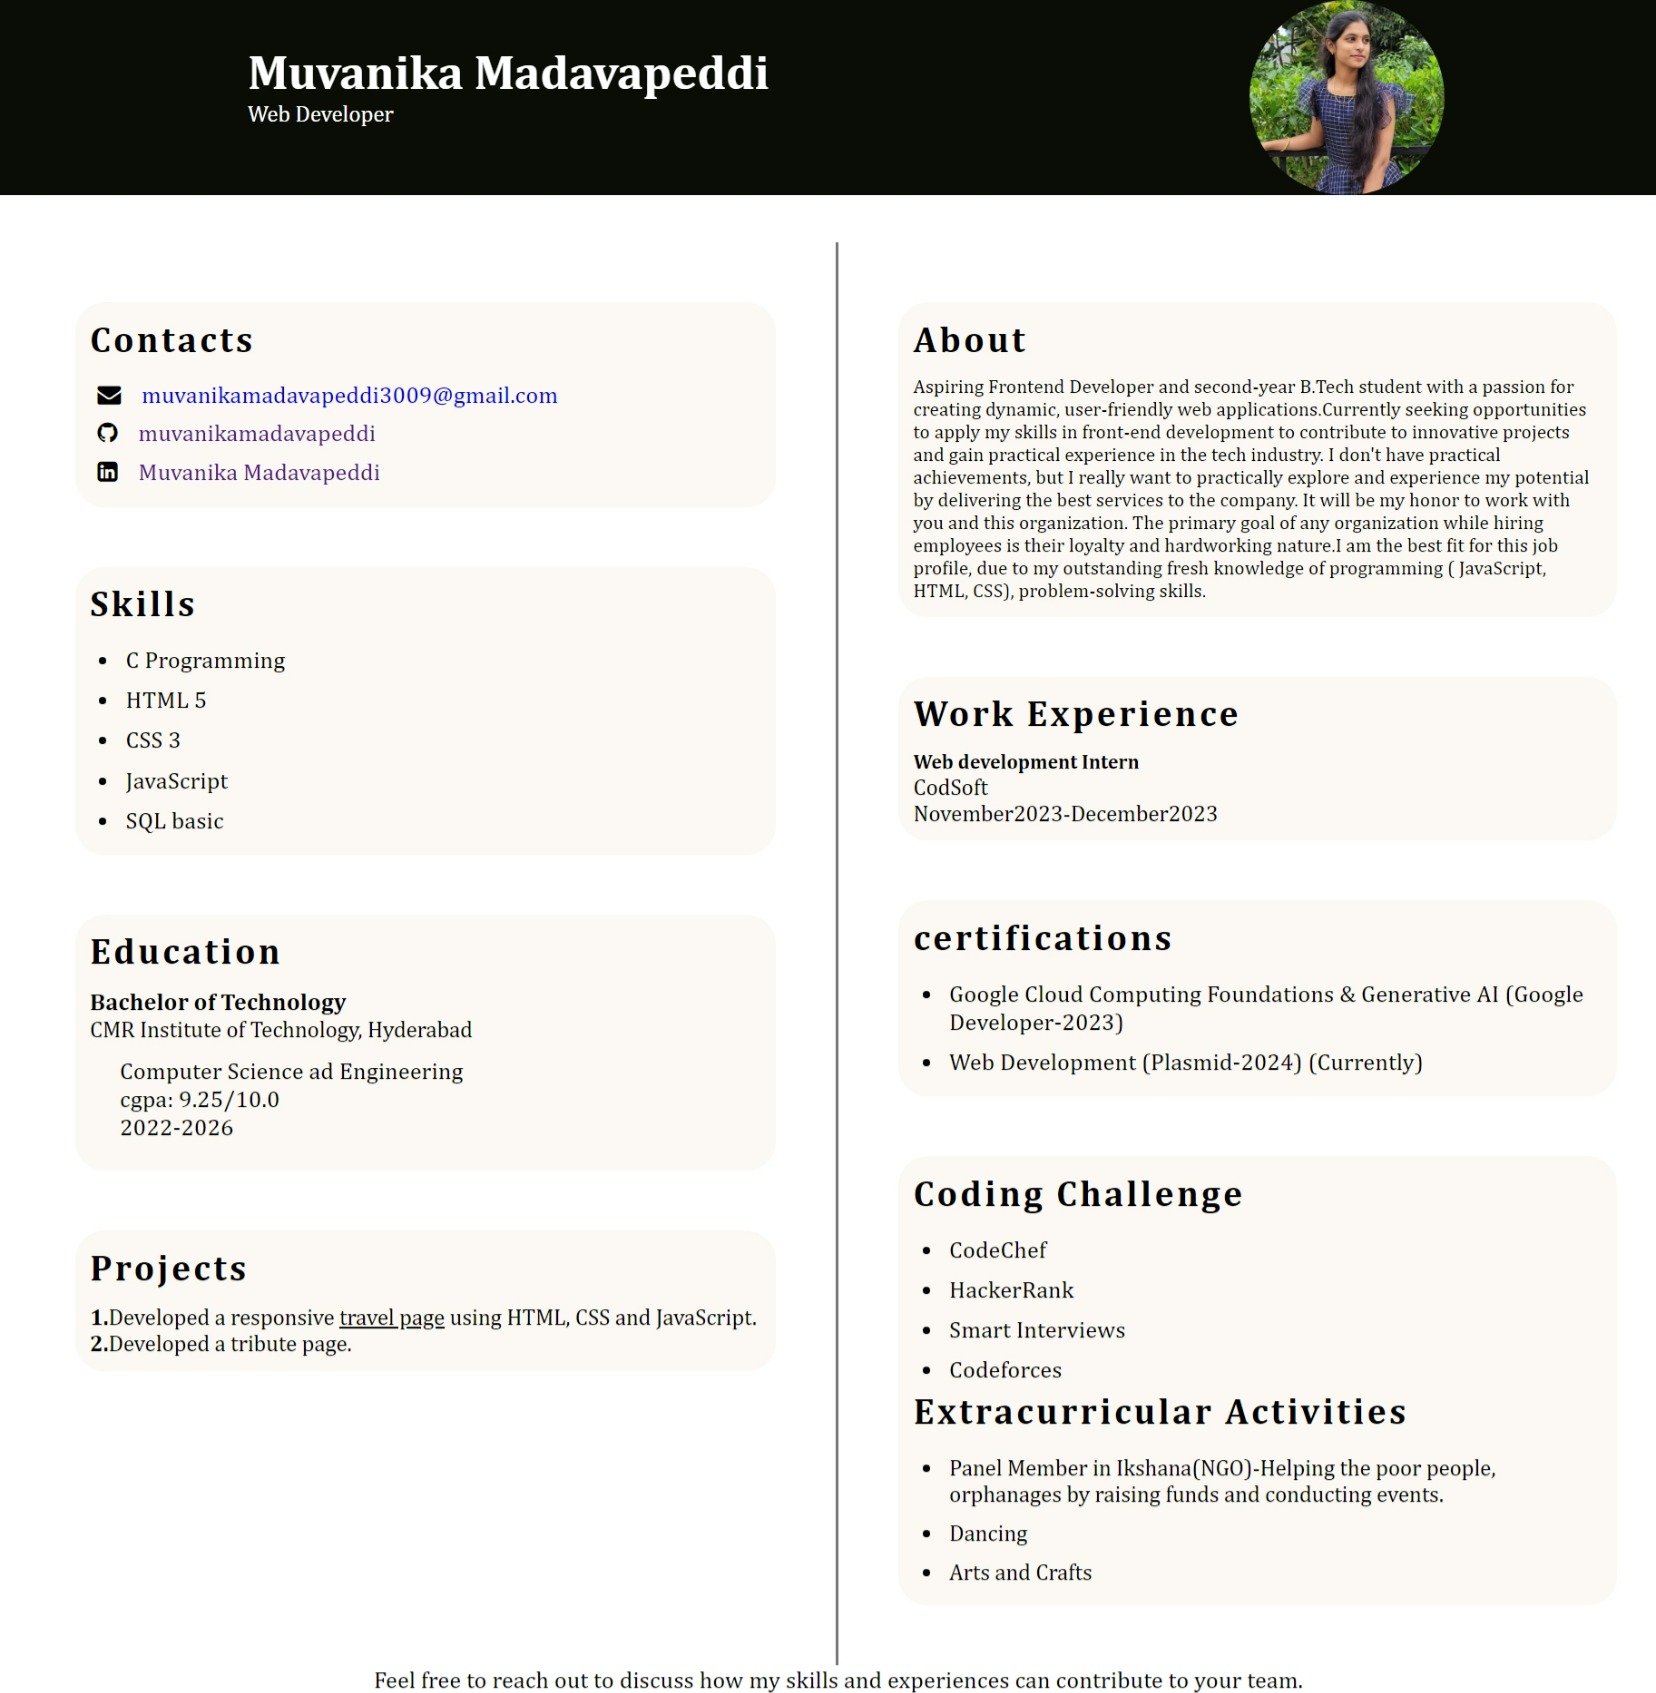 Muvanika Madavapeddi
Web Developer
Contacts
muvanikamadavapeddi3009@gmail.com
muvanikamadavapeddi
Muvanika Madavapeddi
Skills
• C Programming
• HTML 5
• CSS 3
• JavaScript
• SQL basic
Education
Bachelor of Technology
CMR Institute of Technology, Hyderabad
Computer Science ad Engineering
cgpa: 9.25/10.0
2022-2026
Projects
1.Developed a responsive travel page using HTML, CSS and JavaScript.
2.Developed a tribute page.
About
Aspiring Frontend Developer and second-year B.Tech student with a passion for
creating dynamic, user-friendly web applications.Currently seeking opportunities
to apply my skills in front-end development to contribute to innovative projects
and gain practical experience in the tech industry. I don't have practical
achievements, but I really want to practically explore and experience my potential
by delivering the best services to the company. It will be my honor to work with
you and this organization. The primary goal of any organization while hiring
employees is their loyalty and hardworking nature.I am the best fit for this job
profile, due to my outstanding fresh knowledge of programming ( JavaScript,
HTML, CSS), problem-solving skills.
Work Experience
Web development Intern
CodSoft
November2023-December2023
certifications
• Google Cloud Computing Foundations & Generative AI (Google
Developer-2023)
• Web Development (Plasmid-2024) (Currently)
Coding Challenge
• CodeChef
• HackerRank
• Smart Interviews
• Codeforces
Extracurricular Activities
• Panel Member in Ikshana(NGO)-Helping the poor people,
orphanages by raising funds and conducting events.
• Dancing
• Arts and Crafts
Feel free to reach out to discuss how my skills and experiences can contribute to your team.